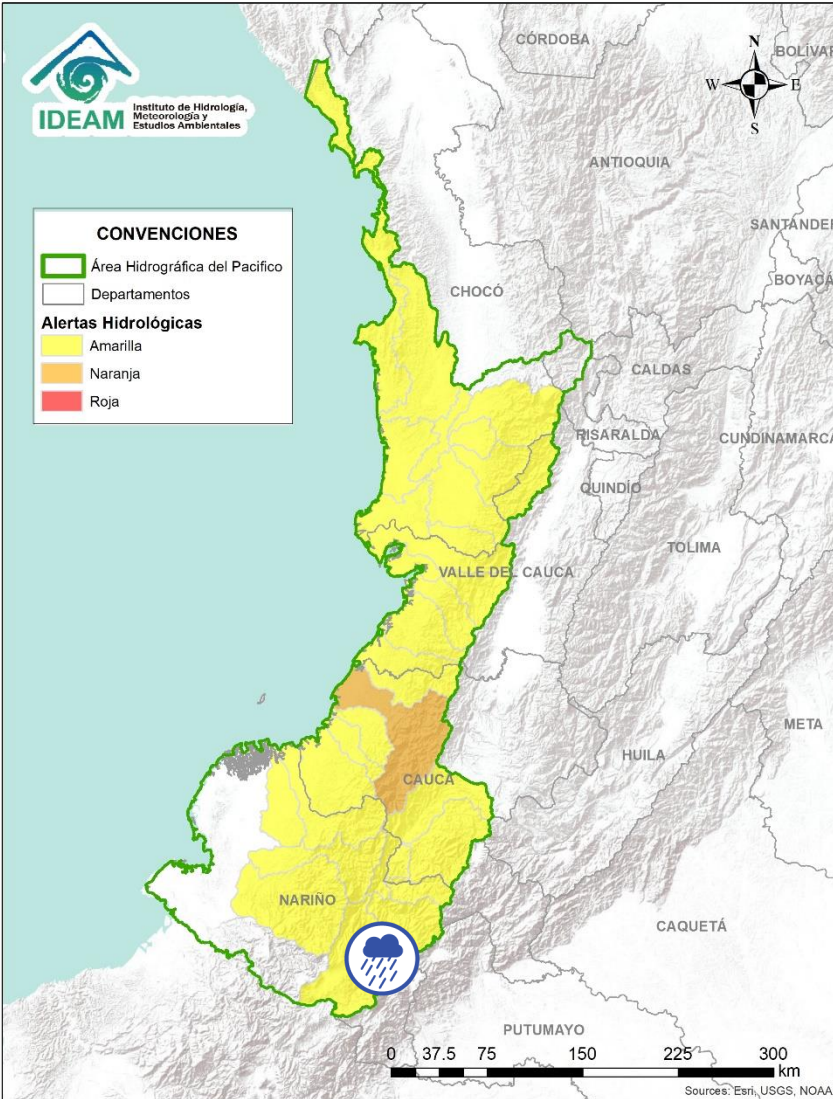 IDEAM
Instituto de Hidrología,
Meteorología y
Estudios Ambientales
CÓRDOBA
BOLÍVAR
N
W
E
S
ANTIOQUIA
SANTANDER
BOYACÁ
CONVENCIONES
Área Hidrográfica del Pacifico
Departamentos
Alertas Hidrológicas
Amarilla
Naranja
Roja
CHOCÓ
CALDAS
RISARALDA
CUNDINAMARCA
QUINDÍO
TOLIMA
VALLE DEL CAUCA
META
HUILA
CAUCA
NARIÑO
CAQUETÁ
PUTUMAYO
0 37.5 75 150 225 300
km
Sources: Esri, USGS, NOAA